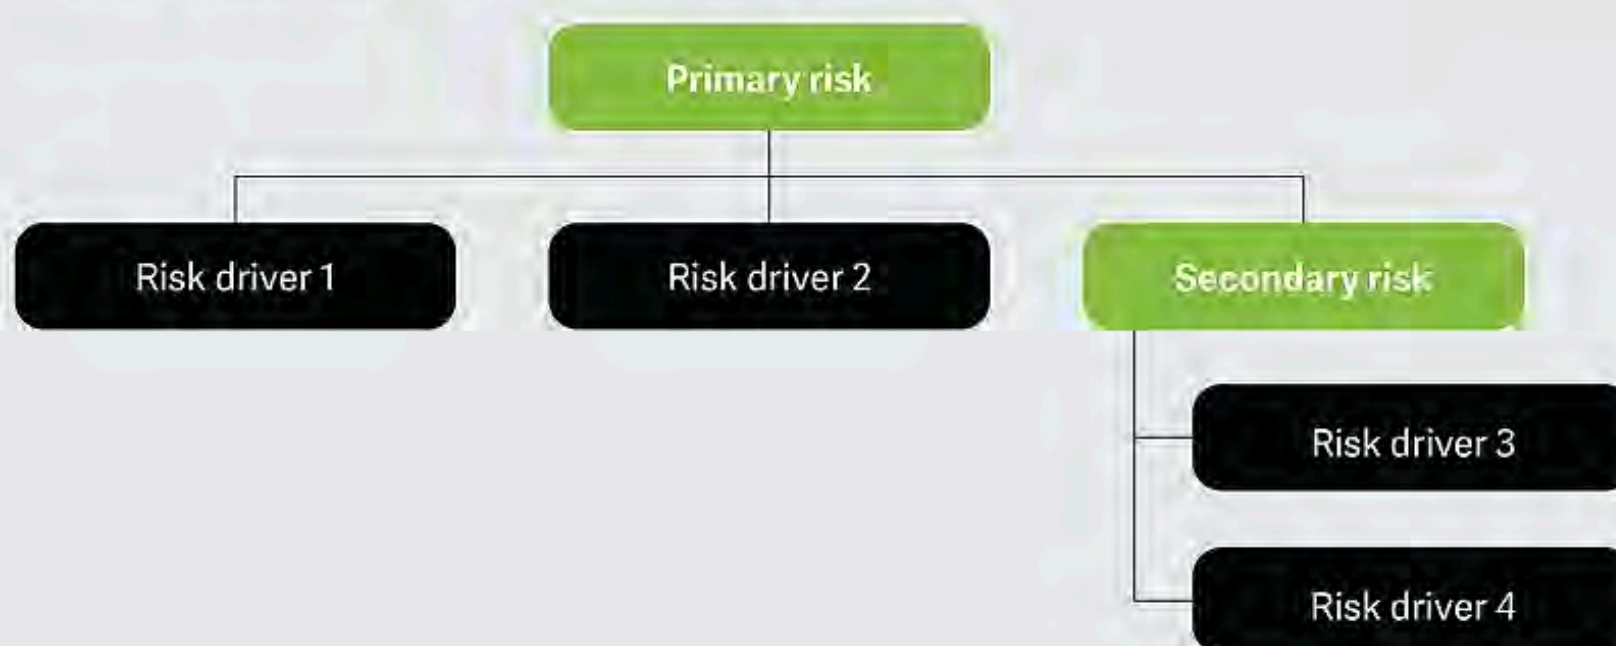 Primary risk
Risk driver 1
Risk driver 2
Secondary risk
Risk driver 3
Risk driver 4